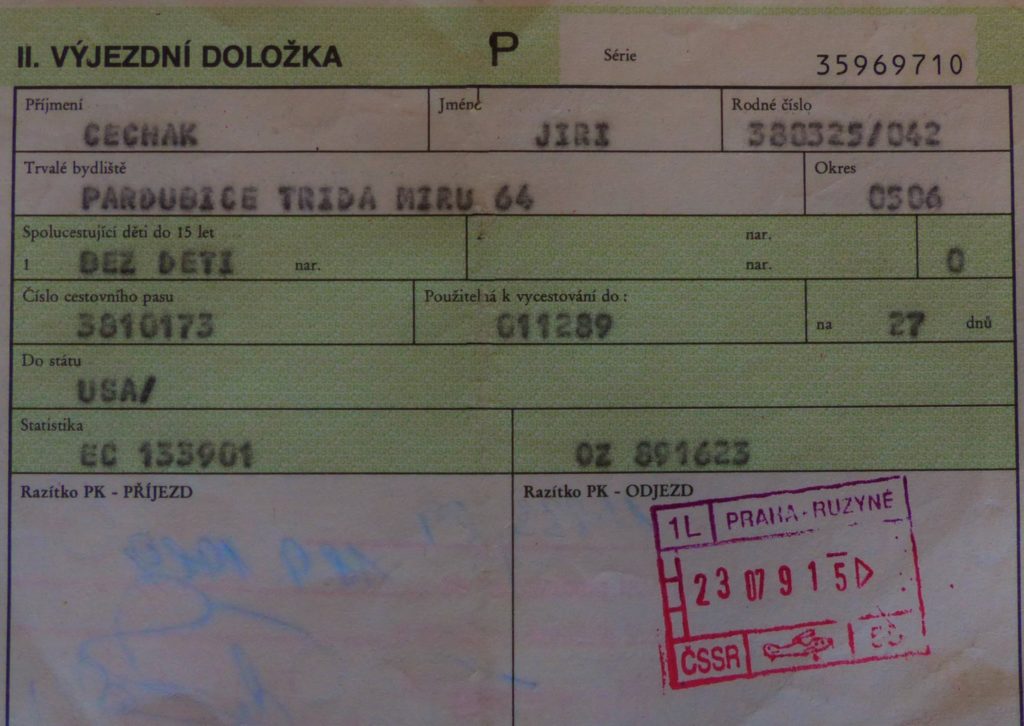 II. VÝJEZDNÍ DOLOŽKA P Série 35969710
Příjmení Jméno Rodné číslo
CECHAK JIRI 380325/042
Trvalé bydliště Okres
PARDUBICE TRIDA MIRU 64 0506
Spolucestující děti do 15 let nar.
1 BEZ DETI nar. nar. 0
Číslo cestovního pasu Použitelná k vycestování do :
3810173 011289 na 27 dnů
Do státu
USA/
Statistika
EC 133901 OZ 891623
Razítko PK - PŘÍJEZD Razítko PK - ODJEZD
1L PRAHA-RUZYNĚ
23 07 9 1 5
ČSSR